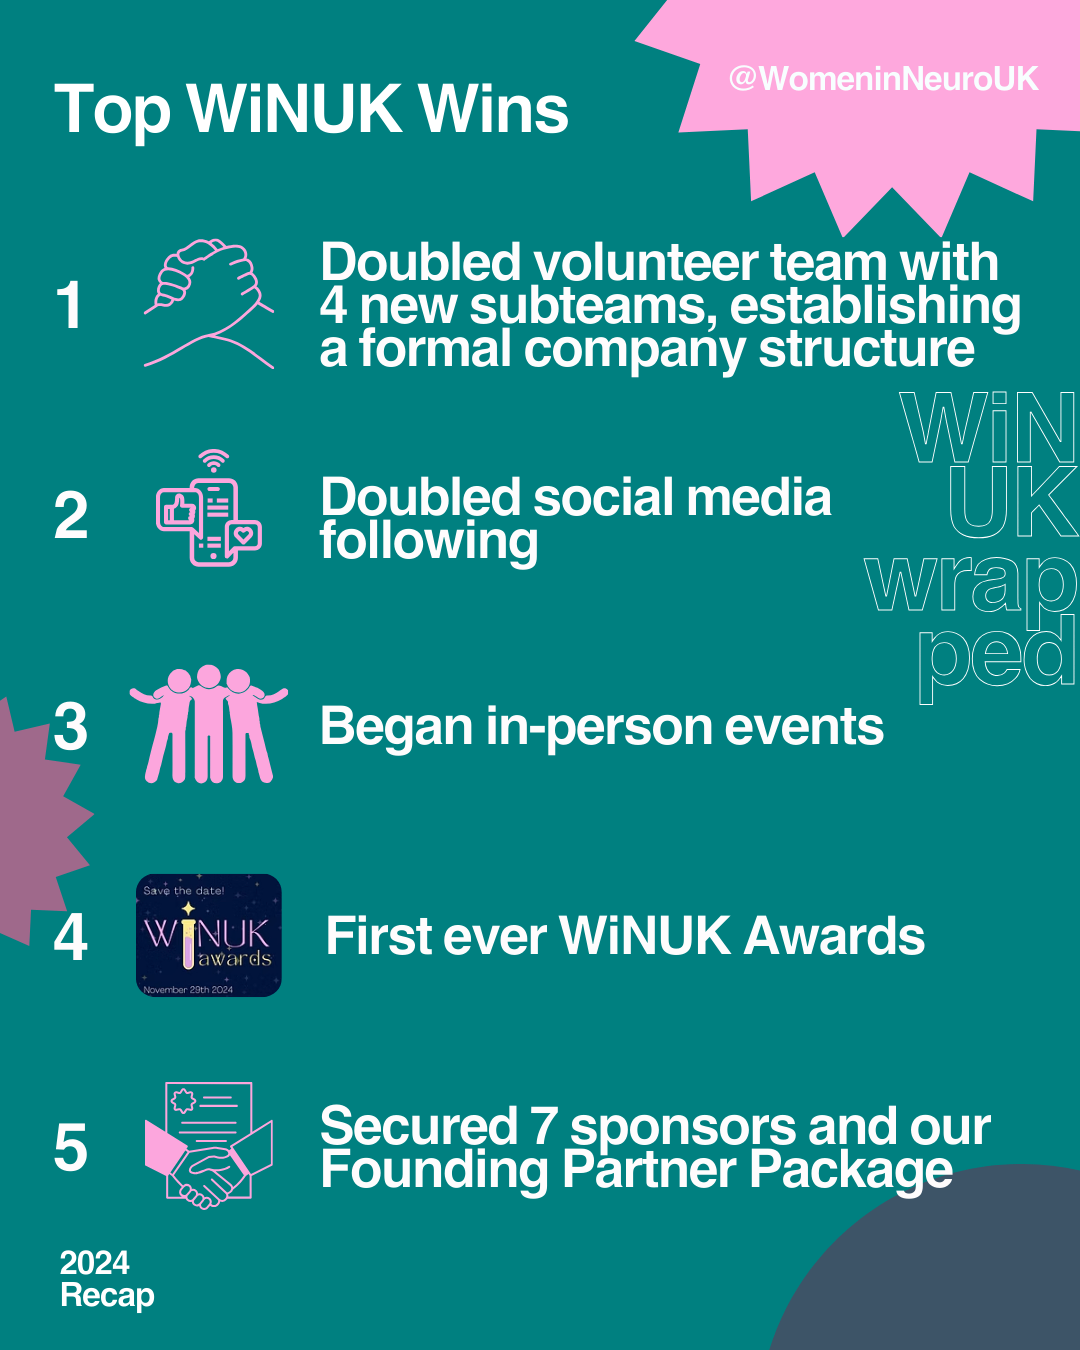 @WomeninNeuroUK
Top WiNUK Wins
1
Doubled volunteer team with
4 new subteams, establishing
a formal company structure
WiN
UK
wrap
ped
2
Doubled social media
following
3
Began in-person events
4
Save the date!
WiNUK
awards
November 29th 2024
First ever WiNUK Awards
5
Secured 7 sponsors and our
Founding Partner Package
2024
Recap